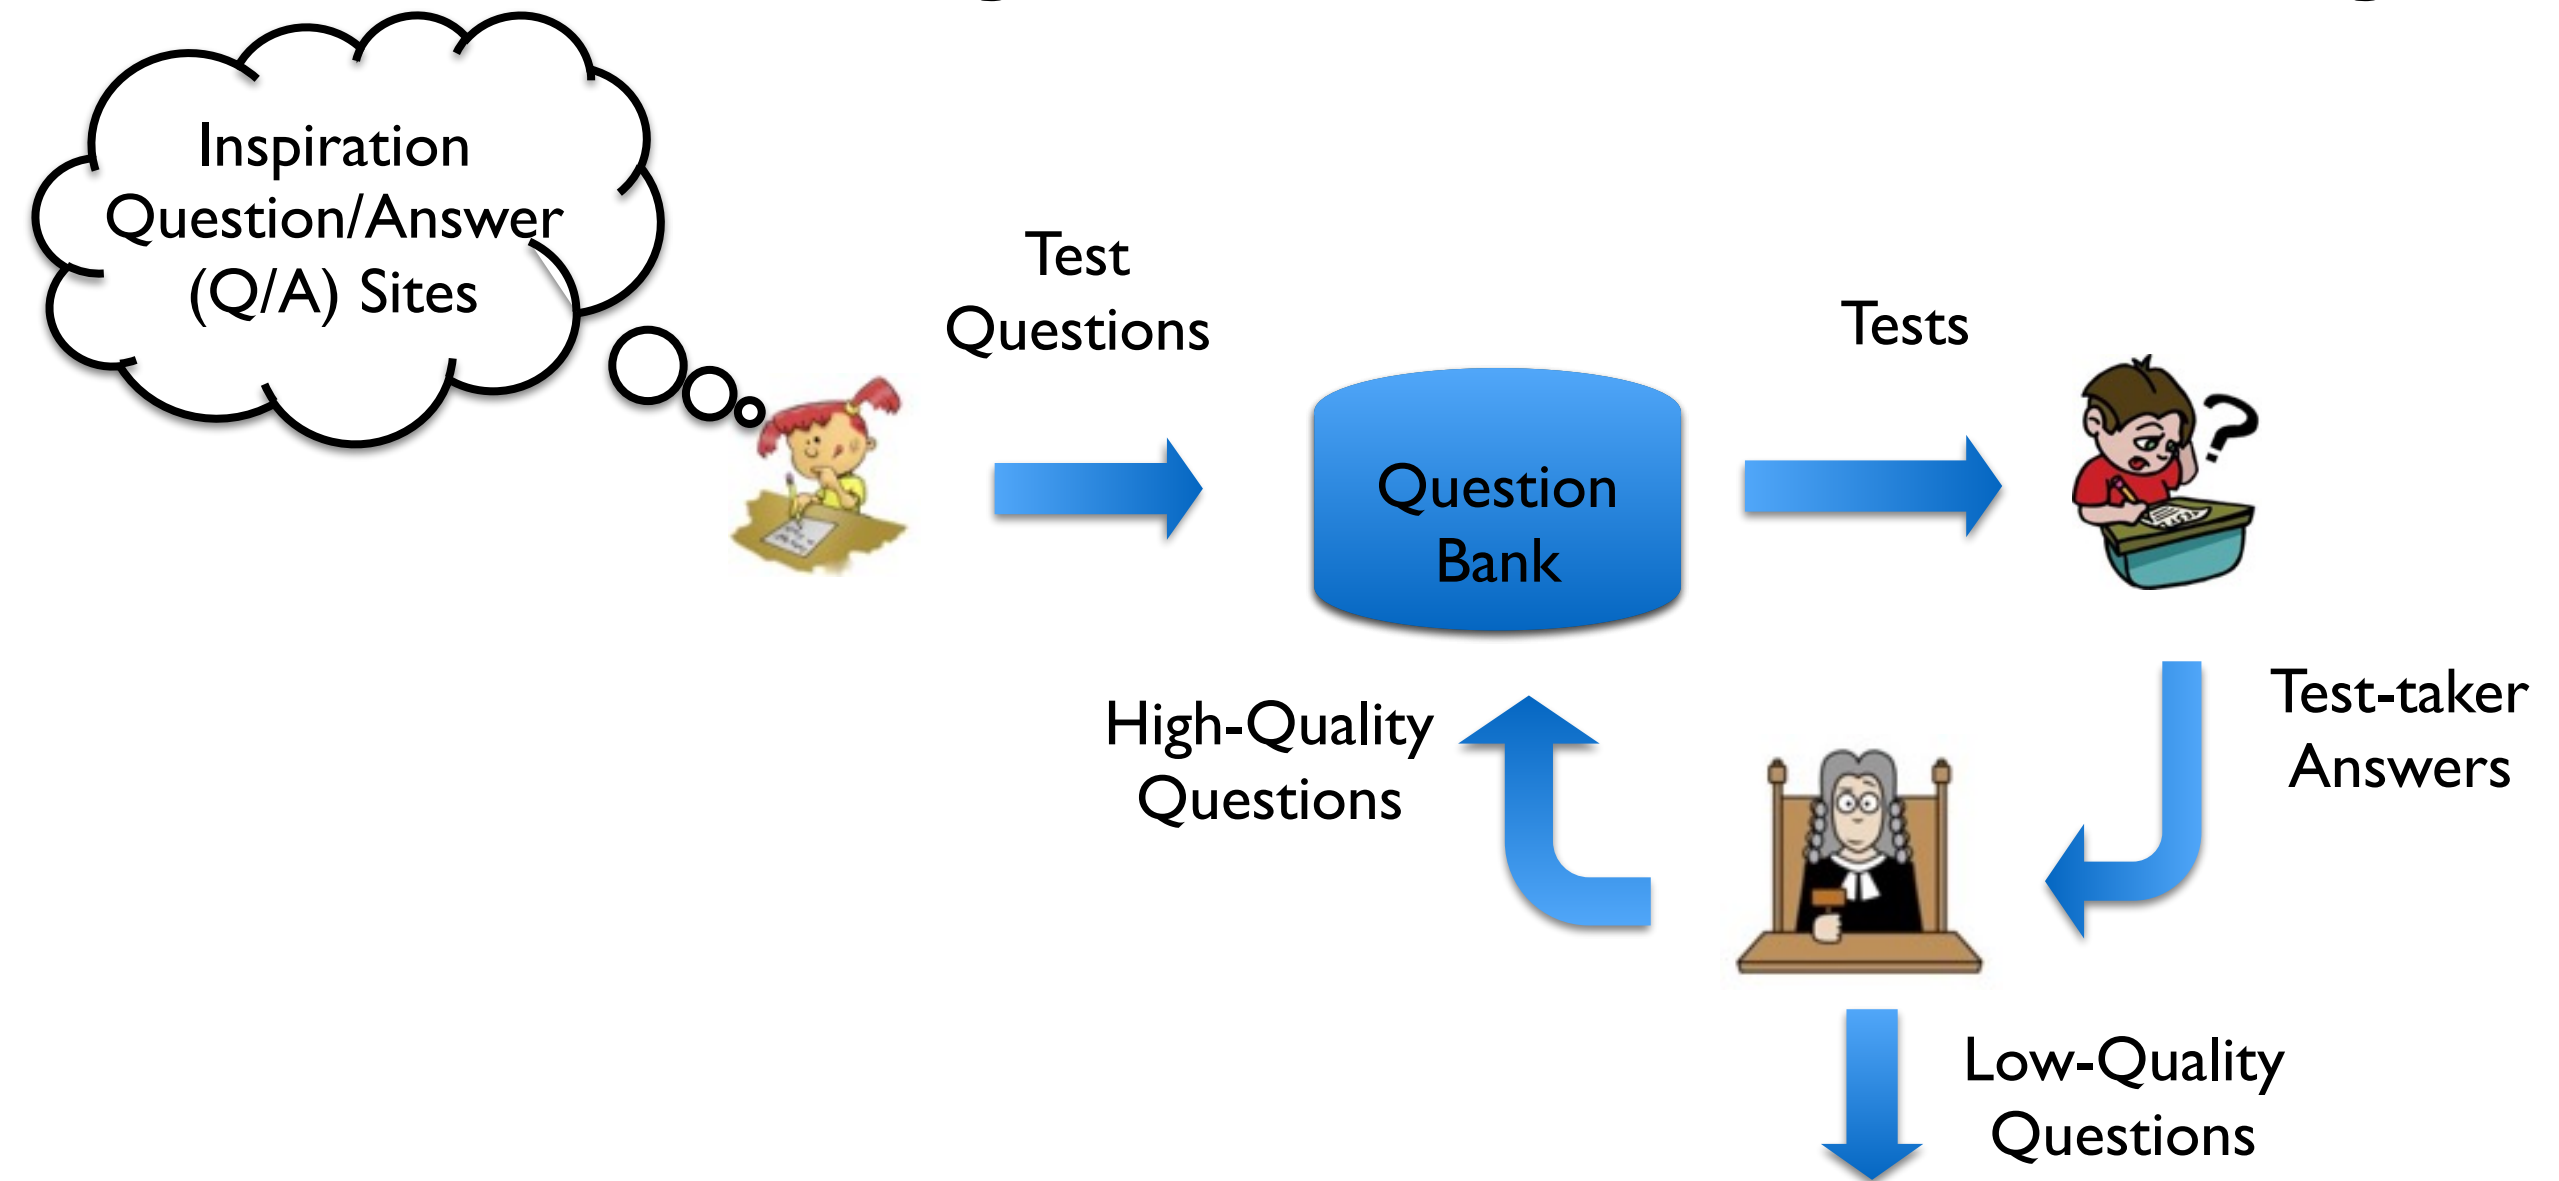 Inspiration
Question/Answer
(Q/A) Sites
Test
Questions
Tests
Question
Bank
High-Quality
Questions
Test-taker
Answers
Low-Quality
Questions